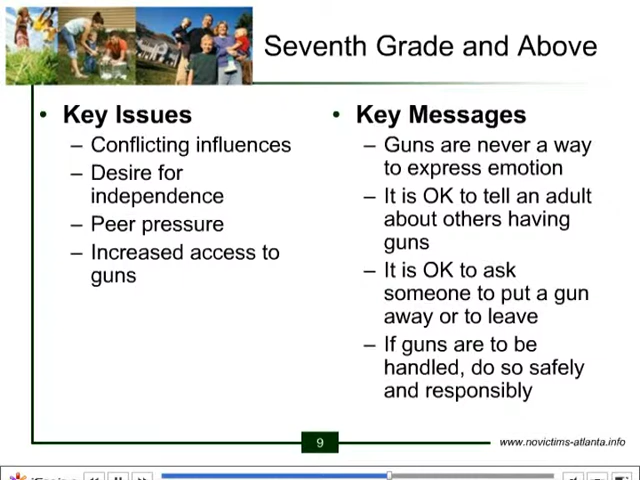 Seventh Grade and Above
• Key Issues
– Conflicting influences
– Desire for
independence
– Peer pressure
– Increased access to
guns
• Key Messages
– Guns are never a way
to express emotion
– It is OK to tell an adult
about others having
guns
– It is OK to ask
someone to put a gun
away or to leave
– If guns are to be
handled, do so safely
and responsibly
9
www.novictims-atlanta.info